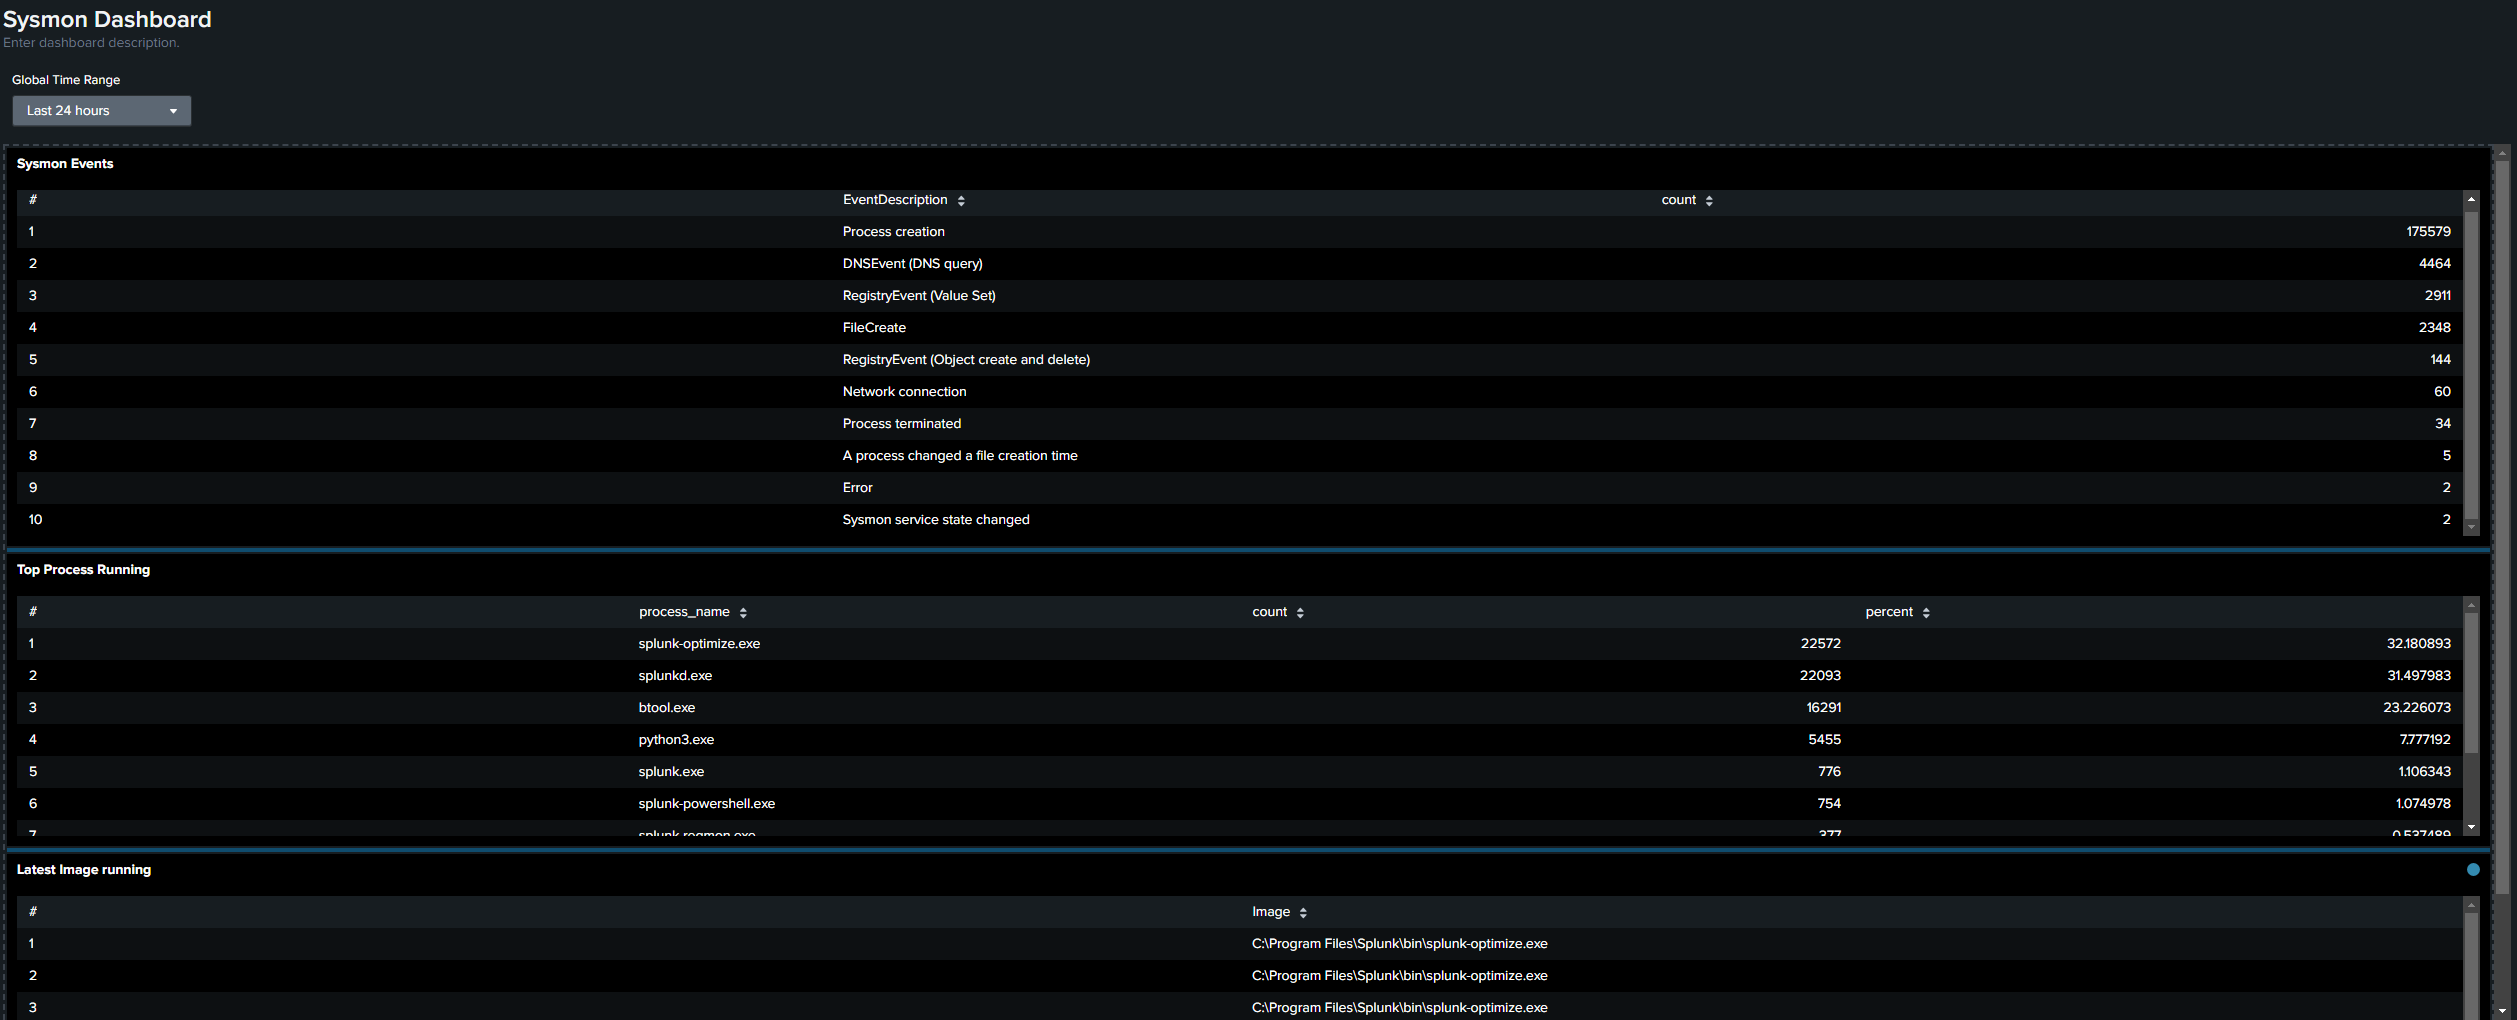 Sysmon Dashboard
Enter dashboard description.
Global Time Range
Last 24 hours
Sysmon Events
# EventDescription count
1 Process creation 175579
2 DNSEvent (DNS query) 4464
3 RegistryEvent (Value Set) 2911
4 FileCreate 2348
5 RegistryEvent (Object create and delete) 144
6 Network connection 60
7 Process terminated 34
8 A process changed a file creation time 5
9 Error 2
10 Sysmon service state changed 2
Top Process Running
# process_name count percent
1 splunk-optimize.exe 22572 32.180893
2 splunkd.exe 22093 31.497983
3 btool.exe 16291 23.226073
4 python3.exe 5455 7.777192
5 splunk.exe 776 1.106343
6 splunk-powershell.exe 754 1.074978
7 splunk-regmon.exe 377 0.537489
Latest Image running
# Image
1 C:\Program Files\Splunk\bin\splunk-optimize.exe
2 C:\Program Files\Splunk\bin\splunk-optimize.exe
3 C:\Program Files\Splunk\bin\splunk-optimize.exe